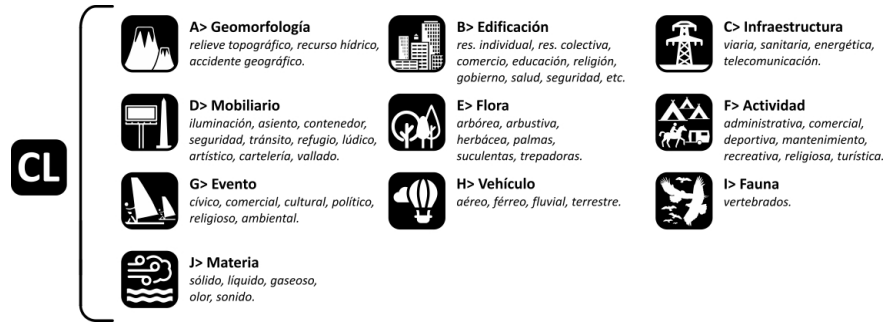 CL
A> Geomorfología
relieve topográfico, recurso hídrico,
accidente geográfico.
B> Edificación
res. individual, res. colectiva,
comercio, educación, religión,
gobierno, salud, seguridad, etc.
C> Infraestructura
viaria, sanitaria, energética,
telecomunicación.
D> Mobiliario
iluminación, asiento, contenedor,
seguridad, tránsito, refugio, lúdico,
artístico, cartelería, vallado.
E> Flora
arbórea, arbustiva,
herbácea, palmas,
suculentas, trepadoras.
F> Actividad
administrativa, comercial,
deportiva, mantenimiento,
recreativa, religiosa, turística.
G> Evento
cívico, comercial, cultural, político,
religioso, ambiental.
H> Vehículo
aéreo, férreo, fluvial, terrestre.
I> Fauna
vertebrados.
J> Materia
sólido, líquido, gaseoso,
olor, sonido.